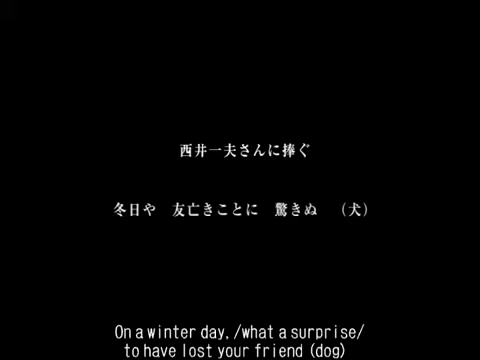 西井一夫さんに捧ぐ
冬日や 友亡きことに 驚きぬ (犬)
On a winter day, /what a surprise/
to have lost your friend (dog)